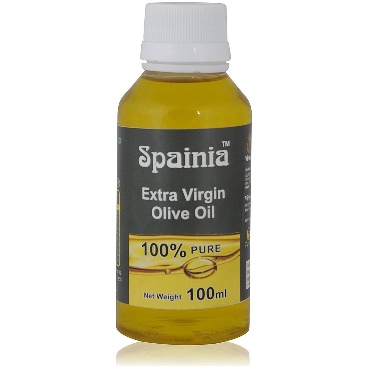 Spainia™
Extra Virgin
Olive Oil
100% PURE
Net Weight 100ml